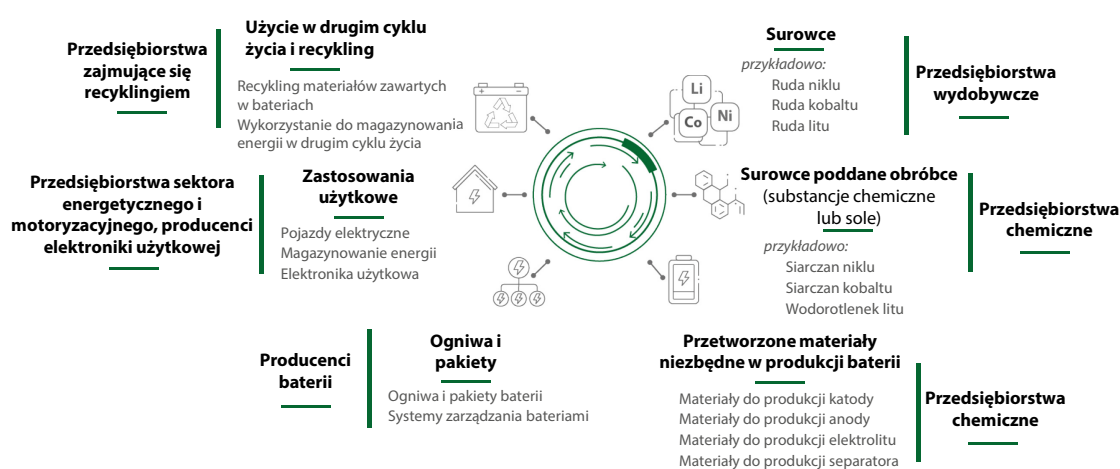 Przedsiębiorstwa
zajmujące się
recyklingiem
Użycie w drugim cyklu
życia i recykling
Recykling materiałów zawartych
w bateriach
Wykorzystanie do magazynowania
energii w drugim cyklu życia
Surowce
przykładowo:
Ruda niklu
Ruda kobaltu
Ruda litu
Li
Co
Ni
Przedsiębiorstwa
wydobywcze
Przedsiębiorstwa sektora
energetycznego i
motoryzacyjnego, producenci
elektroniki użytkowej
Zastosowania
użytkowe
Pojazdy elektryczne
Magazynowanie energii
Elektronika użytkowa
Surowce poddane obróbce
(substancje chemiczne
lub sole)
przykładowo:
Siarczan niklu
Siarczan kobaltu
Wodorotlenek litu
Przedsiębiorstwa
chemiczne
Producenci
baterii
Ogniwa i
pakiety
Ogniwa i pakiety baterii
Systemy zarządzania bateriami
Przetworzone materiały
niezbędne w produkcji baterii
Materiały do produkcji katody
Materiały do produkcji anody
Materiały do produkcji elektrolitu
Materiały do produkcji separatora
Przedsiębiorstwa
chemiczne